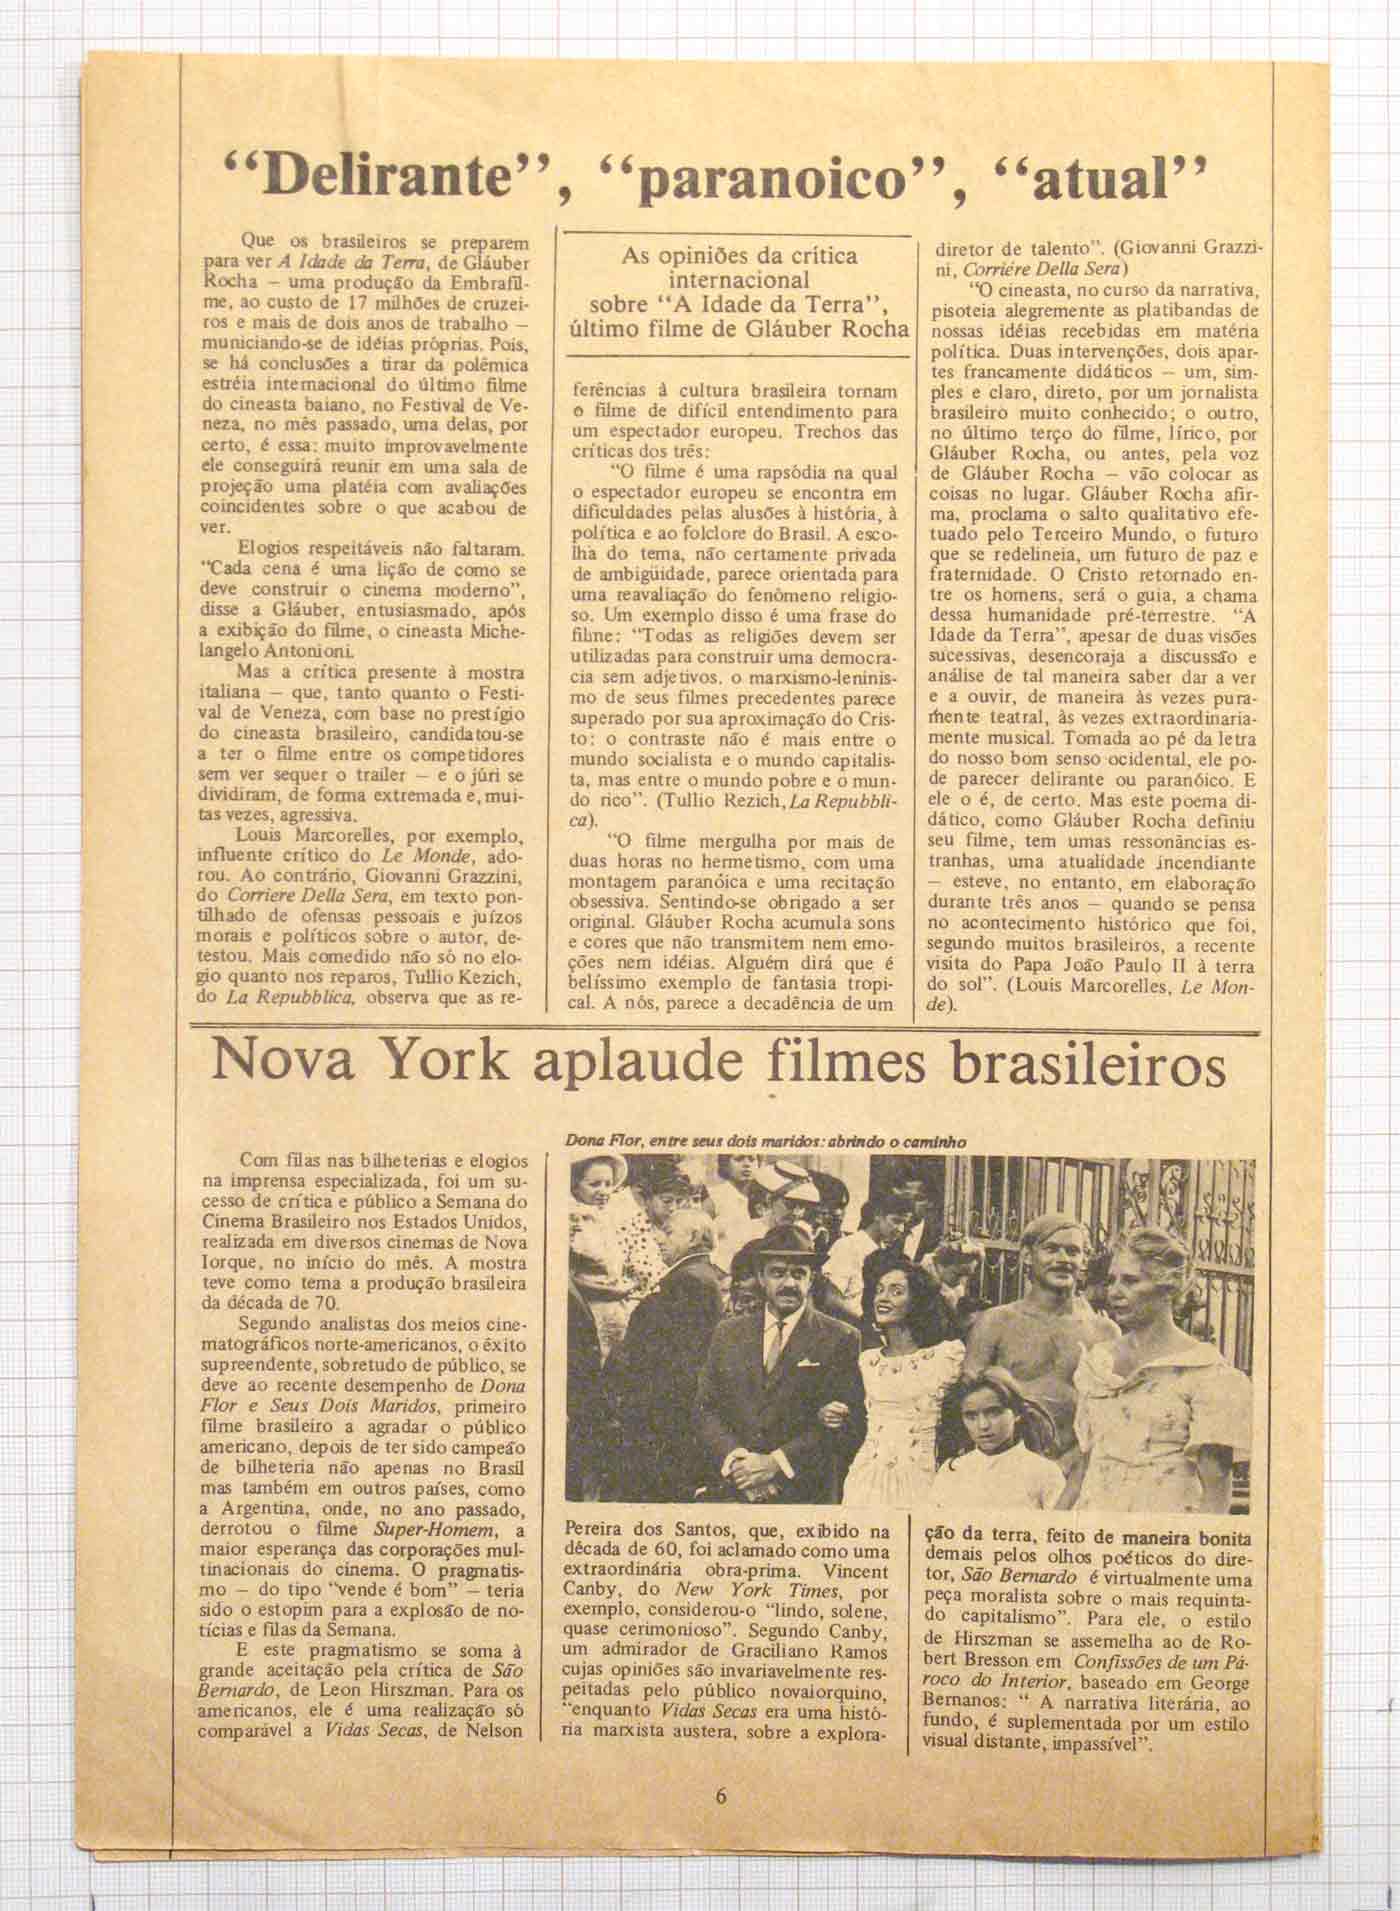 “Delirante”, “paranoico”, “atual”
Que os brasileiros se preparem
para ver A Idade da Terra, de Gláuber
Rocha — uma produção da Embrafil-
me, ao custo de 17 milhões de cruzei-
ros e mais de dois anos de trabalho —
municiando-se de idéias próprias. Pois,
se há conclusões a tirar da polêmica
estréia internacional do último filme
do cineasta baiano, no Festival de Ve-
neza, no mês passado, uma delas, por
certo, é essa: muito improvavelmente
ele conseguirá reunir em uma sala de
projeção uma platéia com avaliações
coincidentes sobre o que acabou de
ver.
Elogios respeitáveis não faltaram.
“Cada cena é uma lição de como se
deve construir o cinema moderno”,
disse a Gláuber, entusiasmado, após
a exibição do filme, o cineasta Miche-
langelo Antonioni.
Mas a crítica presente à mostra
italiana — que, tanto quanto o Festi-
val de Veneza, com base no prestígio
do cineasta brasileiro, candidatou-se
a ter o filme entre os competidores
sem ver sequer o trailer — e o júri se
dividiram, de forma extremada e, mui-
tas vezes, agressiva.
Louis Marcorelles, por exemplo,
influente crítico do Le Monde, ado-
rou. Ao contrário, Giovanni Grazzini,
do Corriere Della Sera, em texto pon-
tilhado de ofensas pessoais e juízos
morais e políticos sobre o autor, de-
testou. Mais comedido não só no elo-
gio quanto nos reparos, Tullio Kezich,
do La Repubblica, observa que as re-
As opiniões da crítica
internacional
sobre “A Idade da Terra”,
último filme de Gláuber Rocha
ferências à cultura brasileira tornam
o filme de difícil entendimento para
um espectador europeu. Trechos das
críticas dos três:
“O filme é uma rapsódia na qual
o espectador europeu se encontra em
dificuldades pelas alusões à história, à
política e ao folclore do Brasil. A esco-
lha do tema, não certamente privada
de ambigüidade, parece orientada para
uma reavaliação do fenômeno religio-
so. Um exemplo disso é uma frase do
filme: “Todas as religiões devem ser
utilizadas para construir uma democra-
cia sem adjetivos. o marxismo-leninis-
mo de seus filmes precedentes parece
superado por sua aproximação do Cris-
to: o contraste não é mais entre o
mundo socialista e o mundo capitalis-
ta, mas entre o mundo pobre e o mun-
do rico”. (Tullio Rezich, La Repubbli-
ca).
“O filme mergulha por mais de
duas horas no hermetismo, com uma
montagem paranóica e uma recitação
obsessiva. Sentindo-se obrigado a ser
original. Gláuber Rocha acumula sons
e cores que não transmitem nem emo-
ções nem idéias. Alguém dirá que é
belíssimo exemplo de fantasia tropi-
cal. A nós, parece a decadência de um
diretor de talento”. (Giovanni Grazzi-
ni, Corriére Della Sera)
“O cineasta, no curso da narrativa,
pisoteia alegremente as platibandas de
nossas idéias recebidas em matéria
política. Duas intervenções, dois apar-
tes francamente didáticos — um, sim-
ples e claro, direto, por um jornalista
brasileiro muito conhecido; o outro,
no último terço do filme, lírico, por
Gláuber Rocha, ou antes, pela voz
de Gláuber Rocha — vão colocar as
coisas no lugar. Gláuber Rocha afir-
ma, proclama o salto qualitativo efe-
tuado pelo Terceiro Mundo, o futuro
que se redelineia, um futuro de paz e
fraternidade. O Cristo retornado en-
tre os homens, será o guia, a chama
dessa humanidade pré-terrestre. “A
Idade da Terra”, apesar de duas visões
sucessivas, desencoraja a discussão e
análise de tal maneira saber dar a ver
e a ouvir, de maneira às vezes pura-
mente teatral, às vezes extraordinaria-
mente musical. Tomada ao pé da letra
do nosso bom senso ocidental, ele po-
de parecer delirante ou paranóico. E
ele o é, de certo. Mas este poema di-
dático, como Gláuber Rocha definiu
seu filme, tem umas ressonâncias es-
tranhas, uma atualidade incendiante
— esteve, no entanto, em elaboração
durante três anos — quando se pensa
no acontecimento histórico que foi,
segundo muitos brasileiros, a recente
visita do Papa João Paulo II à terra
do sol”. (Louis Marcorelles, Le Mon-
de).
Nova York aplaude filmes brasileiros
Com filas nas bilheterias e elogios
na imprensa especializada, foi um su-
cesso de crítica e público a Semana do
Cinema Brasileiro nos Estados Unidos,
realizada em diversos cinemas de Nova
Iorque, no início do mês. A mostra
teve como tema a produção brasileira
da década de 70.
Segundo analistas dos meios cine-
matográficos norte-americanos, o êxito
supreendente, sobretudo de público, se
deve ao recente desempenho de Dona
Flor e Seus Dois Maridos, primeiro
filme brasileiro a agradar o público
americano, depois de ter sido campeão
de bilheteria não apenas no Brasil
mas também em outros países, como
a Argentina, onde, no ano passado,
derrotou o filme Super-Homem, a
maior esperança das corporações mul-
tinacionais do cinema. O pragmatis-
mo — do tipo “vende é bom” — teria
sido o estopim para a explosão de no-
tícias e filas da Semana.
E este pragmatismo se soma à
grande aceitação pela crítica de São
Bernardo, de Leon Hirszman. Para os
americanos, ele é uma realização só
comparável a Vidas Secas, de Nelson
Dona Flor, entre seus dois maridos: abrindo o caminho
Pereira dos Santos, que, exibido na
década de 60, foi aclamado como uma
extraordinária obra-prima. Vincent
Canby, do New York Times, por
exemplo, considerou-o “lindo, solene,
quase cerimonioso”. Segundo Canby,
um admirador de Graciliano Ramos
cujas opiniões são invariavelmente res-
peitadas pelo público novaiorquino,
“enquanto Vidas Secas era uma histó-
ria marxista austera, sobre a explora-
ção da terra, feito de maneira bonita
demais pelos olhos poéticos do dire-
tor, São Bernardo é virtualmente uma
peça moralista sobre o mais requinta-
do capitalismo”. Para ele, o estilo
de Hirszman se assemelha ao de Ro-
bert Bresson em Confissões de um Pá-
roco do Interior, baseado em George
Bernanos: “ A narrativa literária, ao
fundo, é suplementada por um estilo
visual distante, impassível”.
6